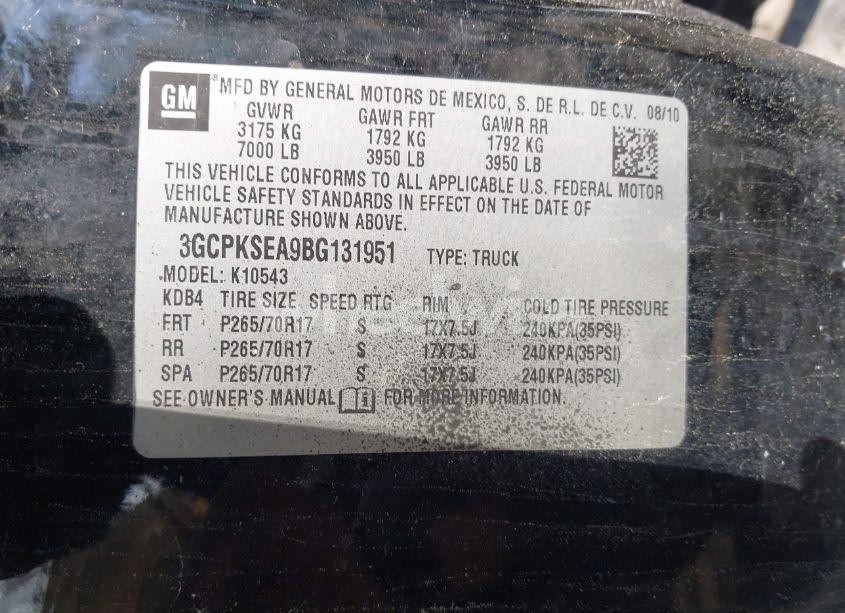 GM ® MFD BY GENERAL MOTORS DE MEXICO, S. DE R.L. DE C.V. 08/10
GVWR GAWR FRT GAWR RR
3175 KG 1792 KG 1792 KG
7000 LB 3950 LB 3950 LB
THIS VEHICLE CONFORMS TO ALL APPLICABLE U.S. FEDERAL MOTOR
VEHICLE SAFETY STANDARDS IN EFFECT ON THE DATE OF
MANUFACTURE SHOWN ABOVE.
3GCPKSEA9BG131951 TYPE: TRUCK
MODEL: K10543
KDB4 TIRE SIZE SPEED RTG RIM COLD TIRE PRESSURE
FRT P265/70R17 S 17X7.5J 240KPA(35PSI)
RR P265/70R17 S 17X7.5J 240KPA(35PSI)
SPA P265/70R17 S 17X7.5J 240KPA(35PSI)
SEE OWNER'S MANUAL i FOR MORE INFORMATION.